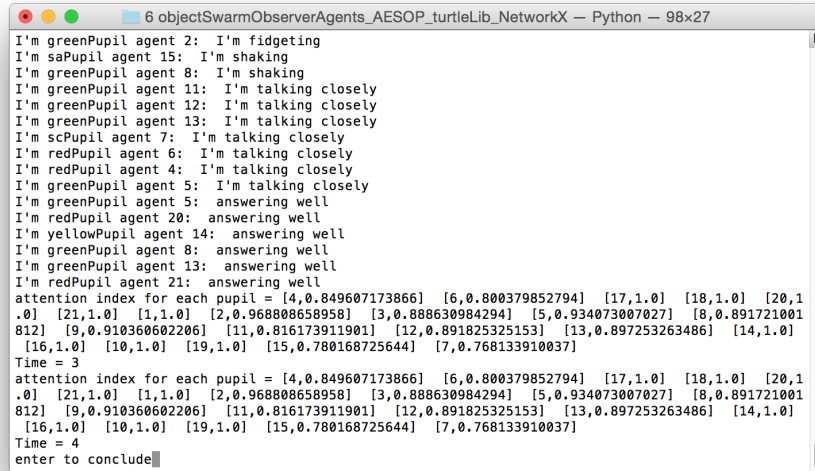 6 objectSwarmObserverAgents_AESOP_turtleLib_NetworkX — Python — 98×27
I'm greenPupil agent 2:  I'm fidgeting
I'm saPupil agent 15:  I'm shaking
I'm greenPupil agent 8:  I'm shaking
I'm greenPupil agent 11:  I'm talking closely
I'm greenPupil agent 12:  I'm talking closely
I'm greenPupil agent 13:  I'm talking closely
I'm scPupil agent 7:  I'm talking closely
I'm redPupil agent 6:  I'm talking closely
I'm redPupil agent 4:  I'm talking closely
I'm greenPupil agent 5:  I'm talking closely
I'm greenPupil agent 5:  answering well
I'm redPupil agent 20:  answering well
I'm yellowPupil agent 14:  answering well
I'm greenPupil agent 8:  answering well
I'm greenPupil agent 13:  answering well
I'm redPupil agent 21:  answering well
attention index for each pupil = [4,0.849607173866]  [6,0.800379852794]  [17,1.0]  [18,1.0]  [20,1
.0]  [21,1.0]  [1,1.0]  [2,0.968808658958]  [3,0.888630984294]  [5,0.934073007027]  [8,0.891721001
812]  [9,0.910360602206]  [11,0.816173911901]  [12,0.891825325153]  [13,0.897253263486]  [14,1.0]
 [16,1.0]  [10,1.0]  [19,1.0]  [15,0.780168725644]  [7,0.768133910037]
Time = 3
attention index for each pupil = [4,0.849607173866]  [6,0.800379852794]  [17,1.0]  [18,1.0]  [20,1
.0]  [21,1.0]  [1,1.0]  [2,0.968808658958]  [3,0.888630984294]  [5,0.934073007027]  [8,0.891721001
812]  [9,0.910360602206]  [11,0.816173911901]  [12,0.891825325153]  [13,0.897253263486]  [14,1.0]
 [16,1.0]  [10,1.0]  [19,1.0]  [15,0.780168725644]  [7,0.768133910037]
Time = 4
enter to conclude